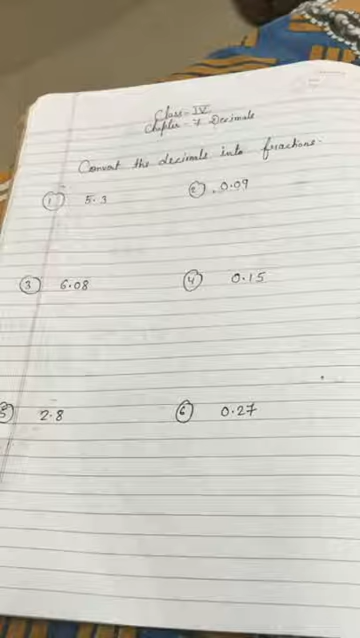 Class - IV
Chapter - 7 Decimals
Convert the decimals into fractions.
① 5.3 ② 0.09
③ 6.08 ④ 0.15
⑤ 2.8 ⑥ 0.27